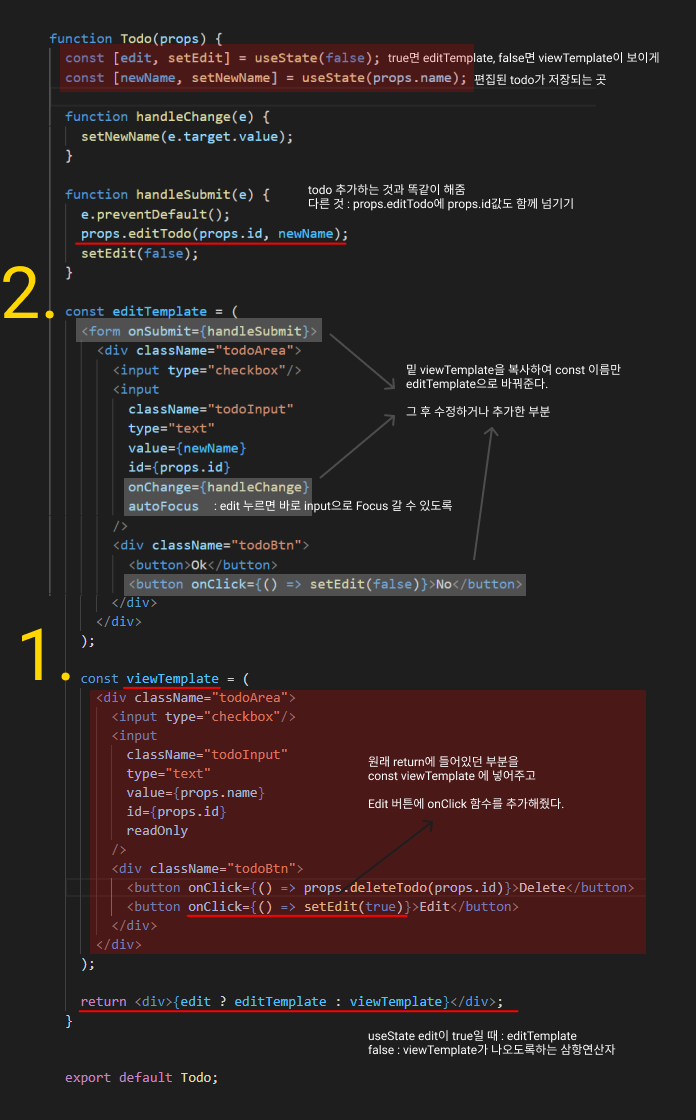 function Todo(props) {
const [edit, setEdit] = useState(false); true면 editTemplate, false면 viewTemplate이 보이게
const [newName, setNewName] = useState(props.name); 편집된 todo가 저장되는 곳
function handleChange(e) {
setNewName(e.target.value);
}
function handleSubmit(e) {
todo 추가하는 것과 똑같이 해줌
다른 것 : props.editTodo에 props.id값도 함께 넘기기
e.preventDefault();
props.editTodo(props.id, newName);
setEdit(false);
}
2.
const editTemplate = (
<form onSubmit={handleSubmit}>
<div className="todoArea">
<input type="checkbox"/>
<input
className="todoInput"
type="text"
value={newName}
id={props.id}
onChange={handleChange}
autoFocus : edit 누르면 바로 input으로 Focus 갈 수 있도록
/>
<div className="todoBtn">
<button>Ok</button>
<button onClick={() => setEdit(false)}>No</button>
</div>
</div>
);
밑 viewTemplate을 복사하여 const 이름만
editTemplate으로 바꿔준다.
그 후 수정하거나 추가한 부분
1.
const viewTemplate = (
<div className="todoArea">
<input type="checkbox"/>
<input
className="todoInput"
type="text"
value={props.name}
id={props.id}
readOnly
/>
<div className="todoBtn">
<button onClick={() => props.deleteTodo(props.id)}>Delete</button>
<button onClick={() => setEdit(true)}>Edit</button>
</div>
</div>
);
원래 return에 들어있던 부분을
const viewTemplate 에 넣어주고
Edit 버튼에 onClick 함수를 추가해줬다.
return <div>{edit ? editTemplate : viewTemplate}</div>;
}
useState edit이 true일 때 : editTemplate
false : viewTemplate가 나오도록하는 삼항연산자
export default Todo;